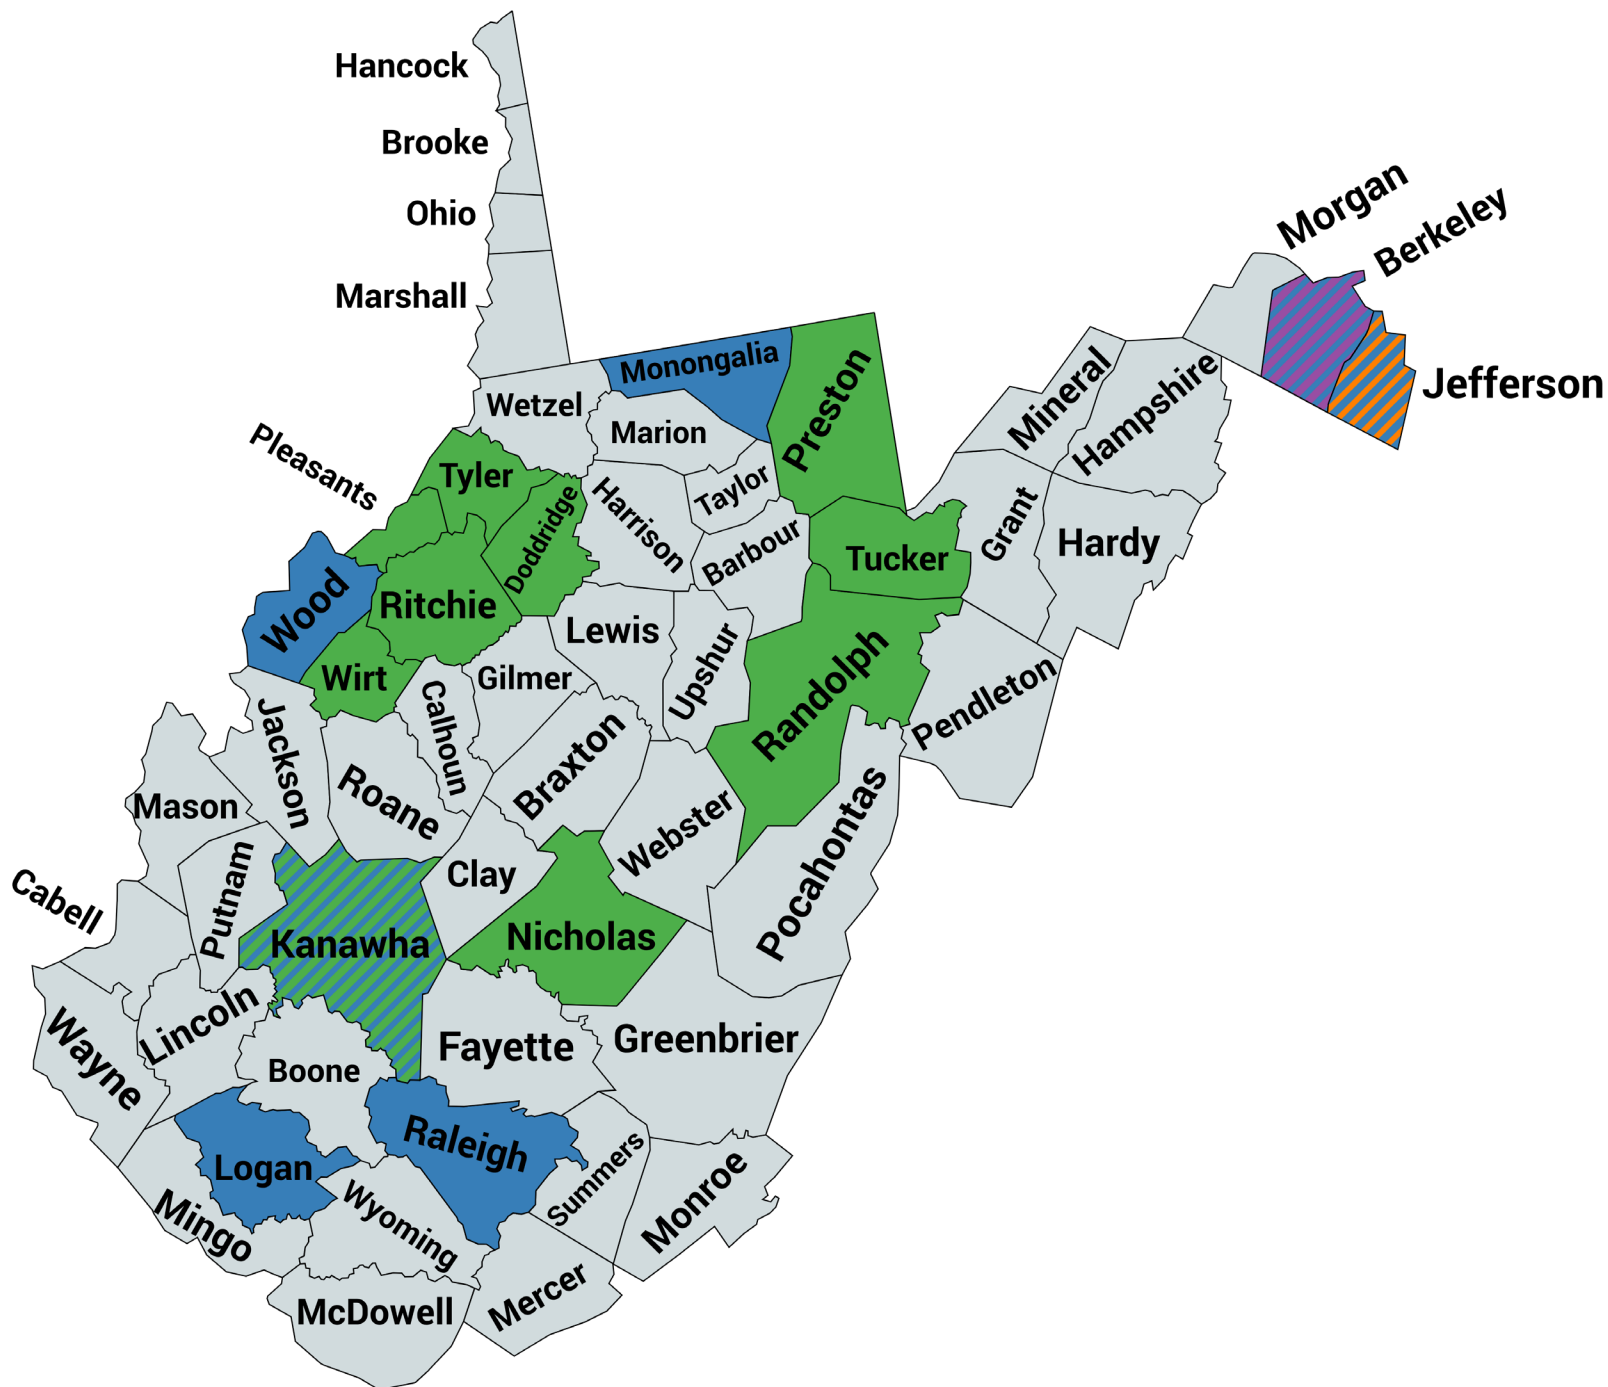 Hancock
Brooke
Ohio
Marshall
Morgan
Berkeley
Jefferson
Monongalia
Preston
Wetzel
Marion
Mineral
Hampshire
Pleasants
Tyler
Doddridge
Harrison
Taylor
Barbour
Tucker
Grant
Hardy
Wood
Ritchie
Lewis
Upshur
Randolph
Pendleton
Wirt
Gilmer
Calhoun
Jackson
Roane
Braxton
Webster
Pocahontas
Mason
Putnam
Clay
Cabell
Kanawha
Nicholas
Wayne
Lincoln
Boone
Fayette
Greenbrier
Logan
Raleigh
Summers
Monroe
Mingo
Wyoming
Mercer
McDowell